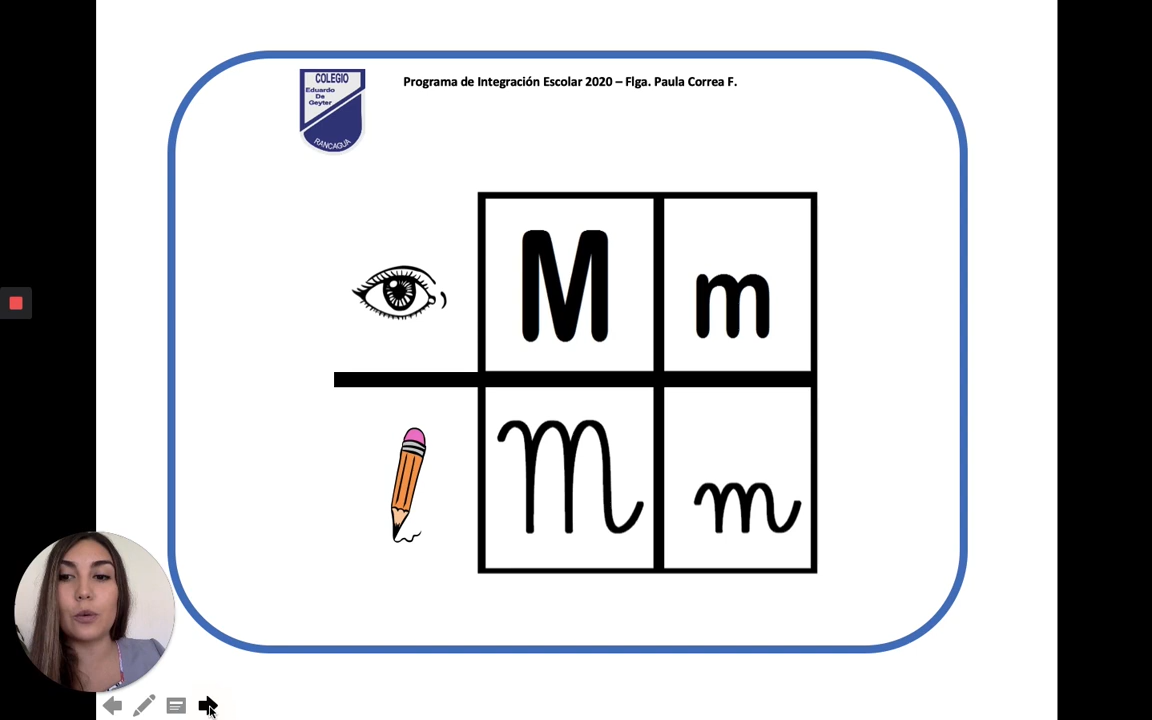 COLEGIO
Eduardo
De
Geyter
RANCAGUA
Programa de Integración Escolar 2020 – Flga. Paula Correa F.
M m
M m